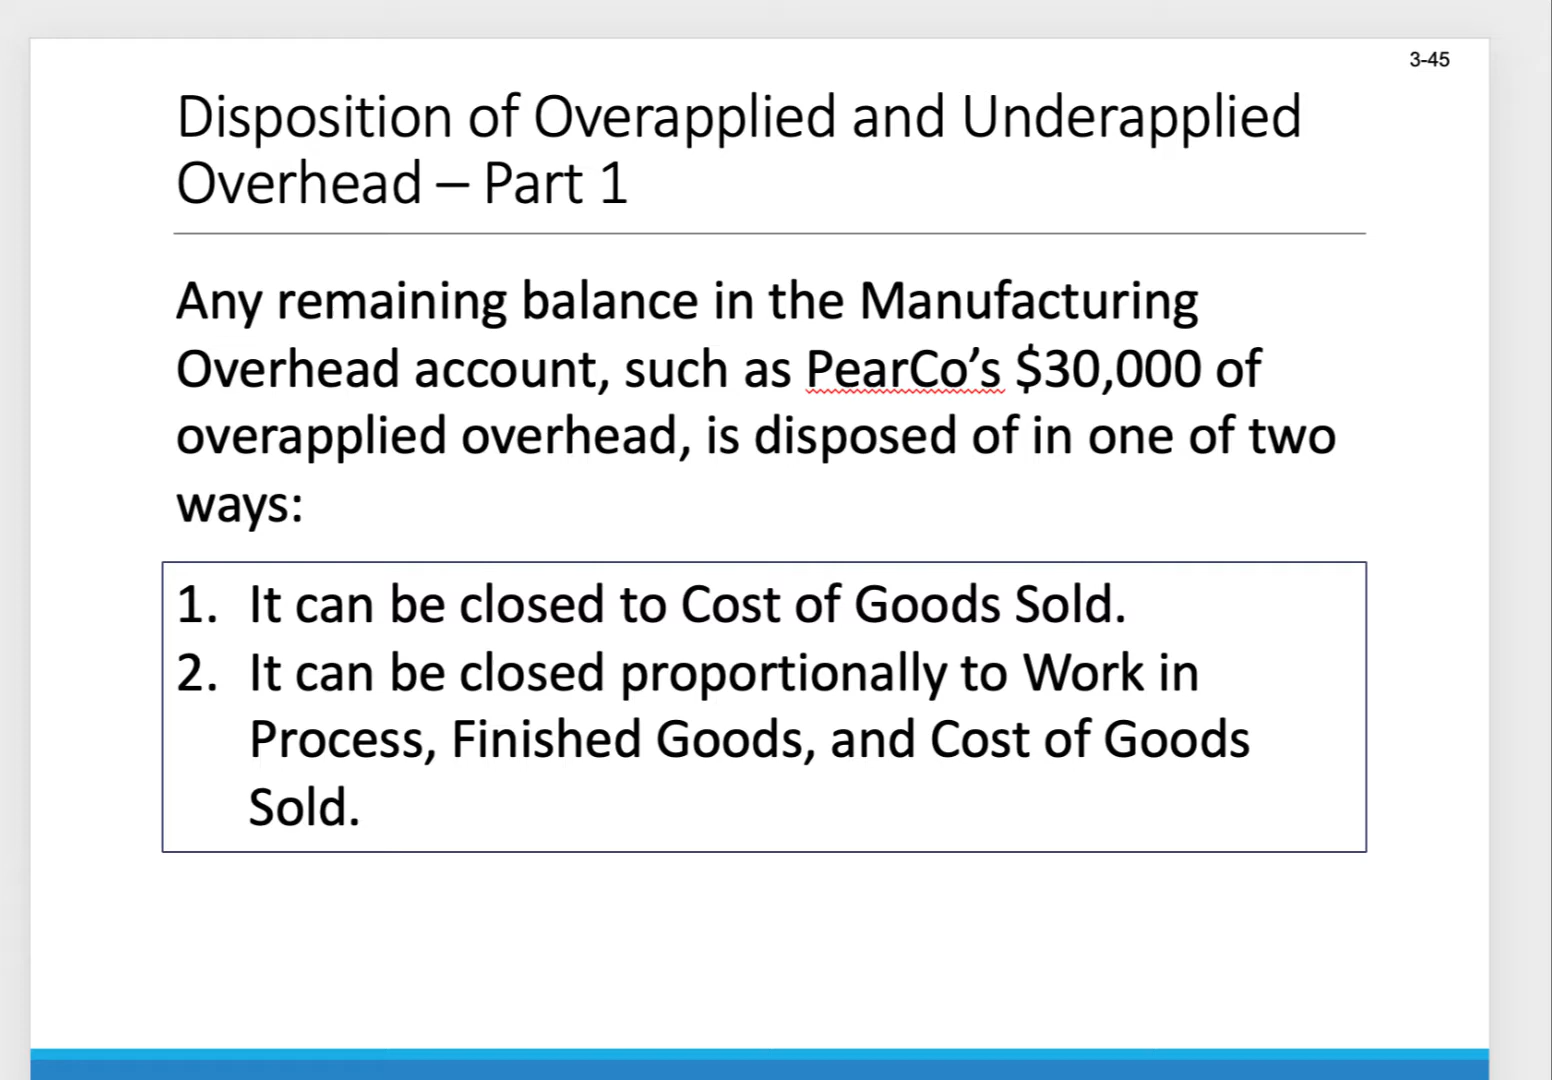 3-45
Disposition of Overapplied and Underapplied
Overhead – Part 1
Any remaining balance in the Manufacturing
Overhead account, such as PearCo’s $30,000 of
overapplied overhead, is disposed of in one of two
ways:
1. It can be closed to Cost of Goods Sold.
2. It can be closed proportionally to Work in
Process, Finished Goods, and Cost of Goods
Sold.